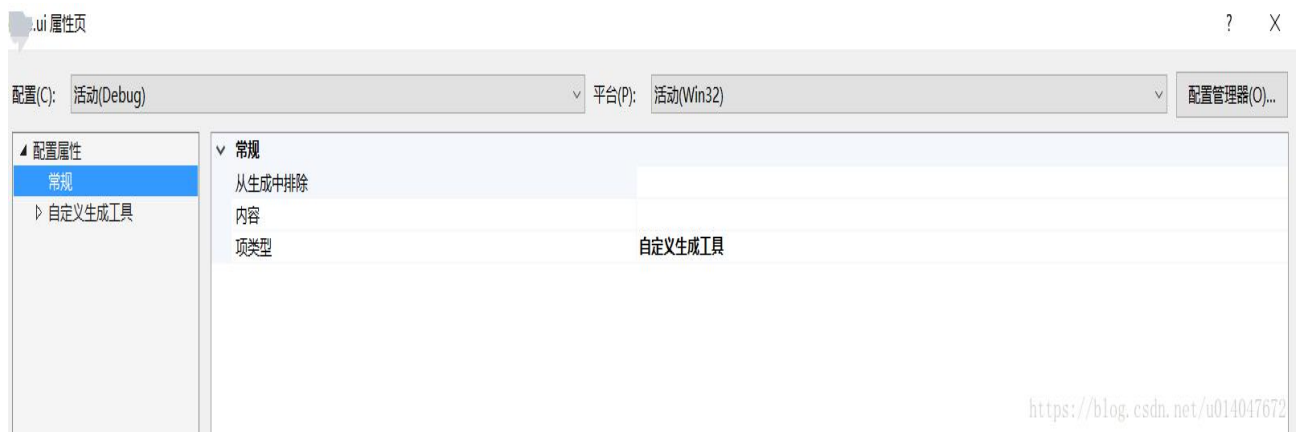 .ui 属性页
? X
配置(C): 活动(Debug) 平台(P): 活动(Win32) 配置管理器(O)...
配置属性
常规
自定义生成工具
常规
从生成中排除
内容
项类型 自定义生成工具
https://blog.csdn.net/u014047672